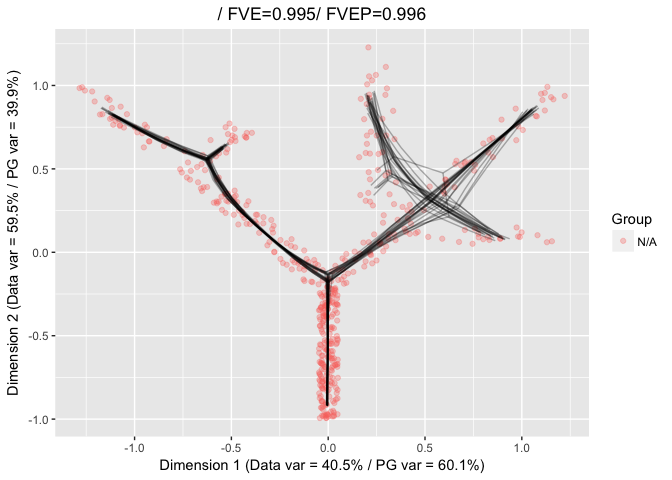 / FVE=0.995/ FVEP=0.996
Dimension 2 (Data var = 59.5% / PG var = 39.9%)
1.0
0.5
0.0
-0.5
-1.0
-1.0
-0.5
0.0
0.5
1.0
Dimension 1 (Data var = 40.5% / PG var = 60.1%)
Group
N/A